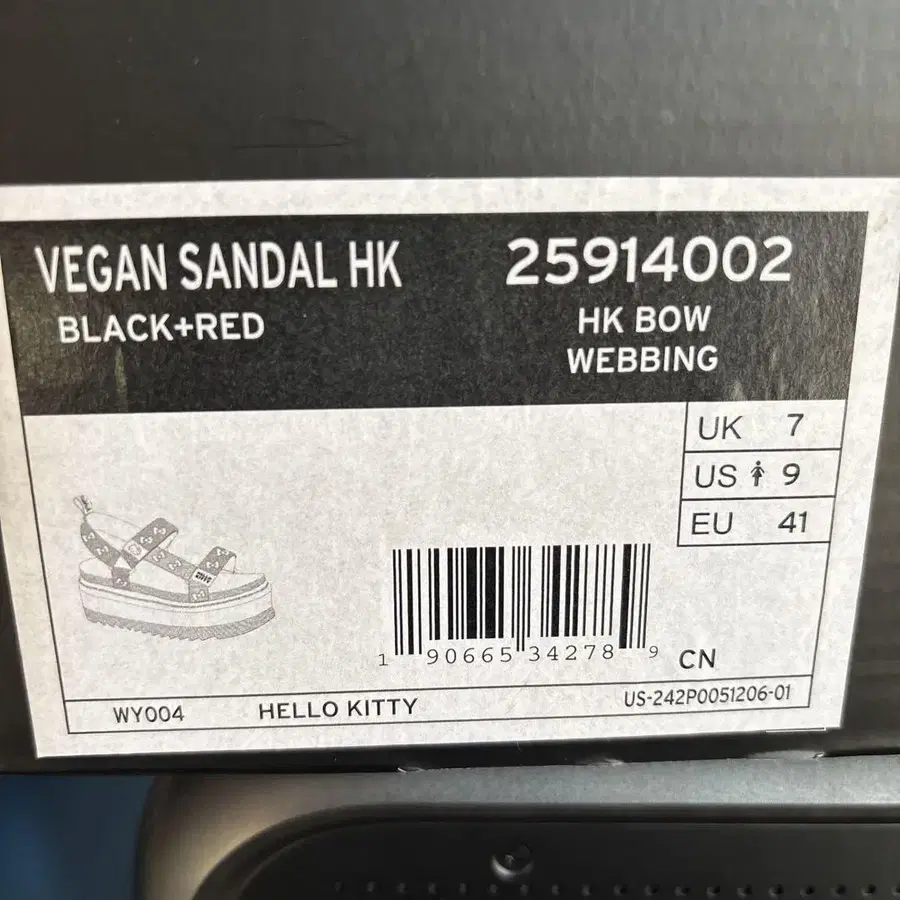 VEGAN SANDAL HK
BLACK+RED
25914002
HK BOW
WEBBING
UK 7
US 9
EU 41
1 90665 34278 9
CN
WY004 HELLO KITTY US-242P0051206-01